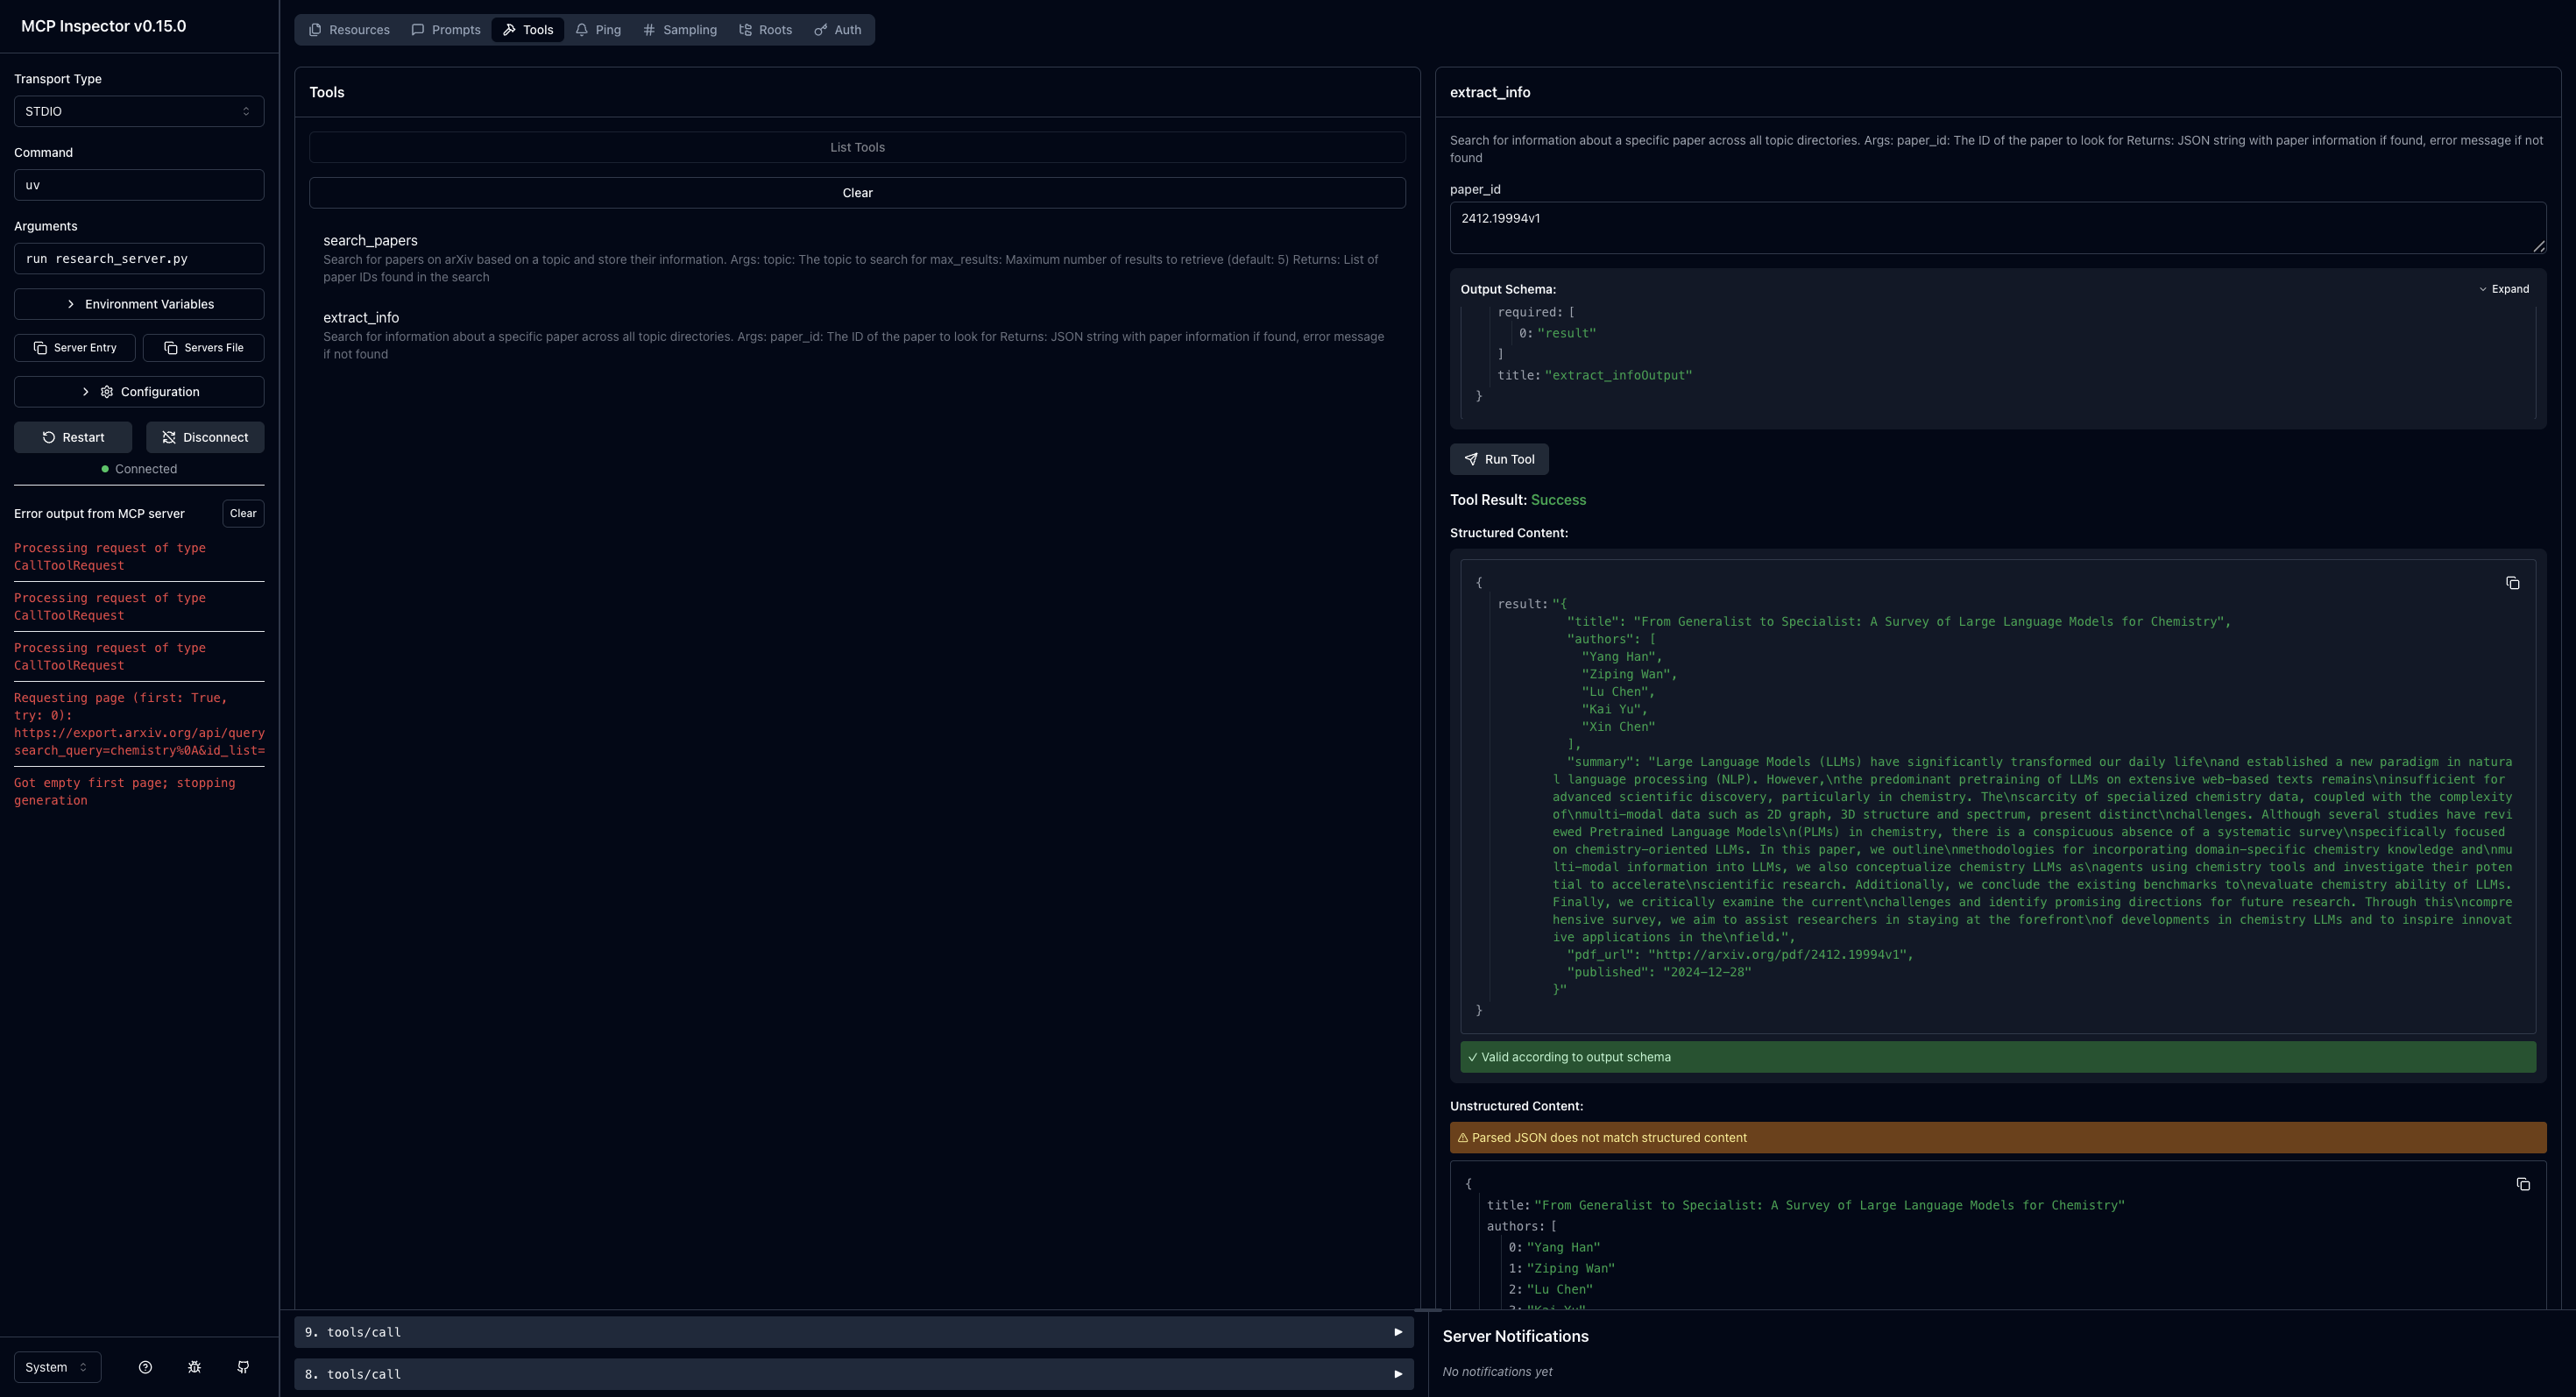 MCP Inspector v0.15.0
Transport Type
STDIO
Command
uv
Arguments
run research_server.py
Environment Variables
Server Entry
Servers File
Configuration
Restart
Disconnect
Connected
Error output from MCP server
Clear
Processing request of type
CallToolRequest
Processing request of type
CallToolRequest
Processing request of type
CallToolRequest
Requesting page (first: True,
try: 0):
https://export.arxiv.org/api/query
search_query=chemistry%0A&id_list=
Got empty first page; stopping
generation
System
Resources
Prompts
Tools
Ping
Sampling
Roots
Auth
Tools
List Tools
Clear
search_papers
Search for papers on arXiv based on a topic and store their information. Args: topic: The topic to search for max_results: Maximum number of results to retrieve (default: 5) Returns: List of
paper IDs found in the search
extract_info
Search for information about a specific paper across all topic directories. Args: paper_id: The ID of the paper to look for Returns: JSON string with paper information if found, error message
if not found
extract_info
Search for information about a specific paper across all topic directories. Args: paper_id: The ID of the paper to look for Returns: JSON string with paper information if found, error message if not
found
paper_id
2412.19994v1
Output Schema:
Expand
required: [
0: "result"
]
title: "extract_infoOutput"
}
Run Tool
Tool Result: Success
Structured Content:
{
result: "{
"title": "From Generalist to Specialist: A Survey of Large Language Models for Chemistry",
"authors": [
"Yang Han",
"Ziping Wan",
"Lu Chen",
"Kai Yu",
"Xin Chen"
],
"summary": "Large Language Models (LLMs) have significantly transformed our daily life\nand established a new paradigm in natura
l language processing (NLP). However,\nthe predominant pretraining of LLMs on extensive web-based texts remains\ninsufficient for
advanced scientific discovery, particularly in chemistry. The\nscarcity of specialized chemistry data, coupled with the complexity
of\nmulti-modal data such as 2D graph, 3D structure and spectrum, present distinct\nchallenges. Although several studies have revi
ewed Pretrained Language Models\n(PLMs) in chemistry, there is a conspicuous absence of a systematic survey\nspecifically focused
on chemistry-oriented LLMs. In this paper, we outline\nmethodologies for incorporating domain-specific chemistry knowledge and\nmu
lti-modal information into LLMs, we also conceptualize chemistry LLMs as\nagents using chemistry tools and investigate their poten
tial to accelerate\nscientific research. Additionally, we conclude the existing benchmarks to\nevaluate chemistry ability of LLMs.
Finally, we critically examine the current\nchallenges and identify promising directions for future research. Through this\ncompre
hensive survey, we aim to assist researchers in staying at the forefront\nof developments in chemistry LLMs and to inspire innovat
ive applications in the\nfield.",
"pdf_url": "http://arxiv.org/pdf/2412.19994v1",
"published": "2024-12-28"
}"
}
✓ Valid according to output schema
Unstructured Content:
⚠ Parsed JSON does not match structured content
{
title: "From Generalist to Specialist: A Survey of Large Language Models for Chemistry"
authors: [
0: "Yang Han"
1: "Ziping Wan"
2: "Lu Chen"
3: "Kai Yu"
9. tools/call
8. tools/call
Server Notifications
No notifications yet